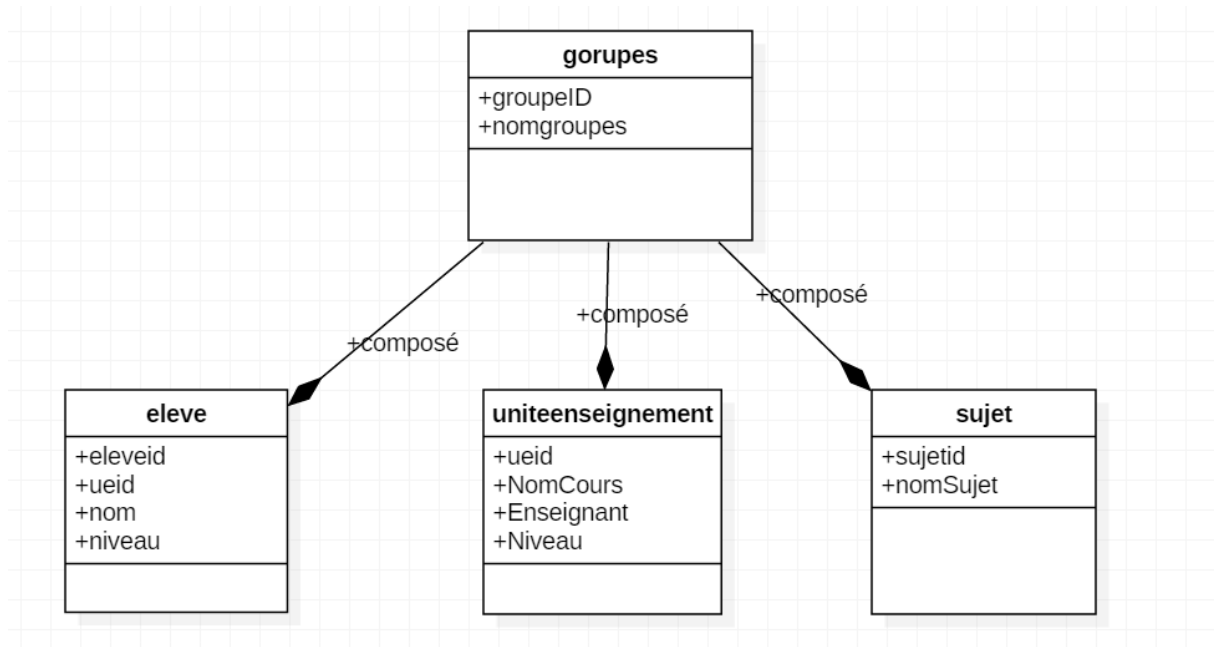 gorupes
+groupeID
+nomgroupes
+composé
+composé
+composé
eleve
+eleveid
+ueid
+nom
+niveau
uniteenseignement
+ueid
+NomCours
+Enseignant
+Niveau
sujet
+sujetid
+nomSujet